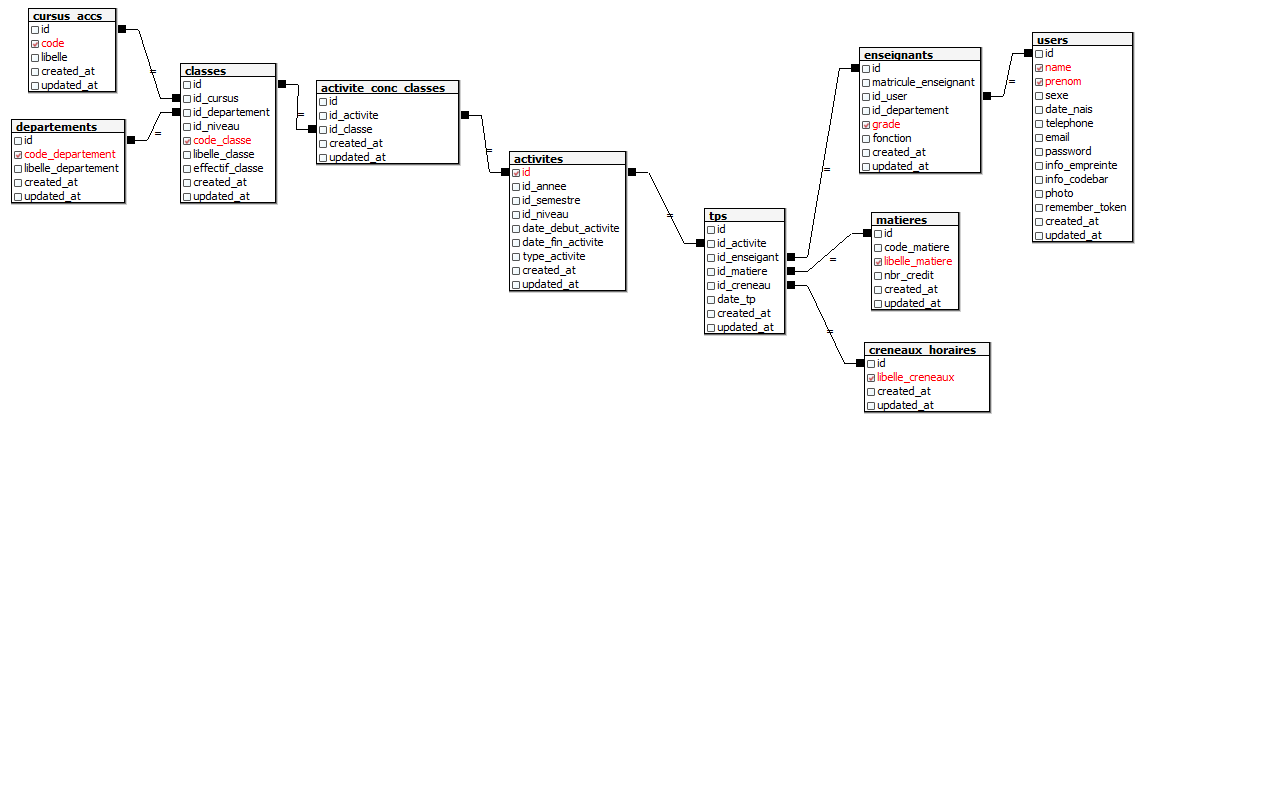 cursus_accs
id
code
libelle
created_at
updated_at
departements
id
code_departement
libelle_departement
created_at
updated_at
classes
id
id_cursus
id_departement
id_niveau
code_classe
libelle_classe
effectif_classe
created_at
updated_at
activite_conc_classes
id
id_activite
id_classe
created_at
updated_at
activites
id
id_annee
id_semestre
id_niveau
date_debut_activite
date_fin_activite
type_activite
created_at
updated_at
tps
id
id_activite
id_enseigant
id_matiere
id_creneau
date_tp
created_at
updated_at
enseignants
id
matricule_enseignant
id_user
id_departement
grade
fonction
created_at
updated_at
matieres
id
code_matiere
libelle_matiere
nbr_credit
created_at
updated_at
creneaux_horaires
id
libelle_creneaux
created_at
updated_at
users
id
name
prenom
sexe
date_nais
telephone
email
password
info_empreinte
info_codebar
photo
remember_token
created_at
updated_at
=
=
=
=
=
=
=
=
=